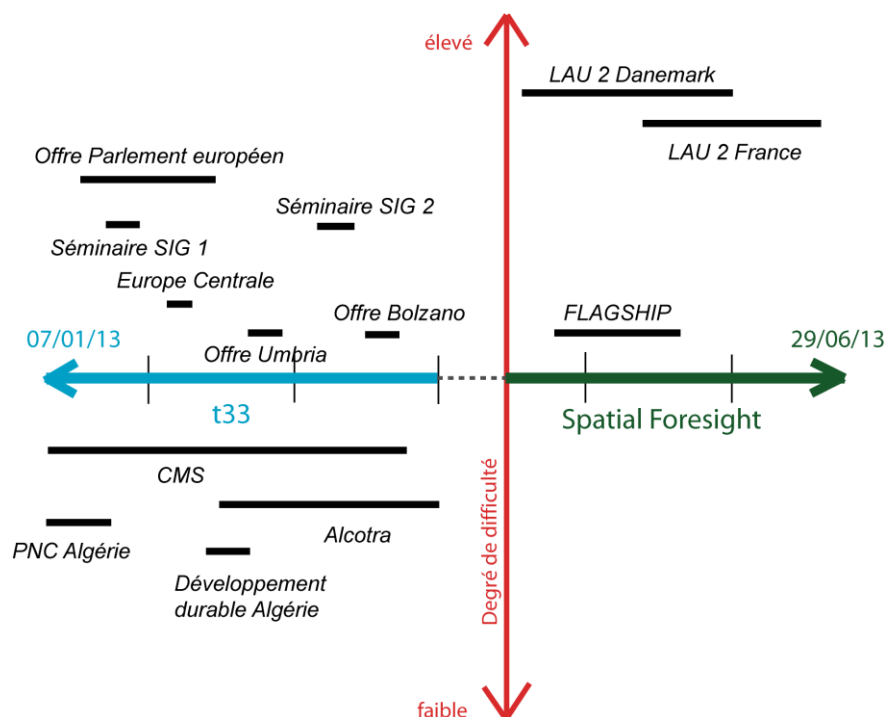 élevé
LAU 2 Danemark
LAU 2 France
Offre Parlement européen
Séminaire SIG 2
Séminaire SIG 1
Europe Centrale
Offre Bolzano
FLAGSHIP
07/01/13
Offre Umbria
29/06/13
t33
Spatial Foresight
CMS
Alcotra
PNC Algérie
Développement
durable Algérie
Degré de difficulté
faible